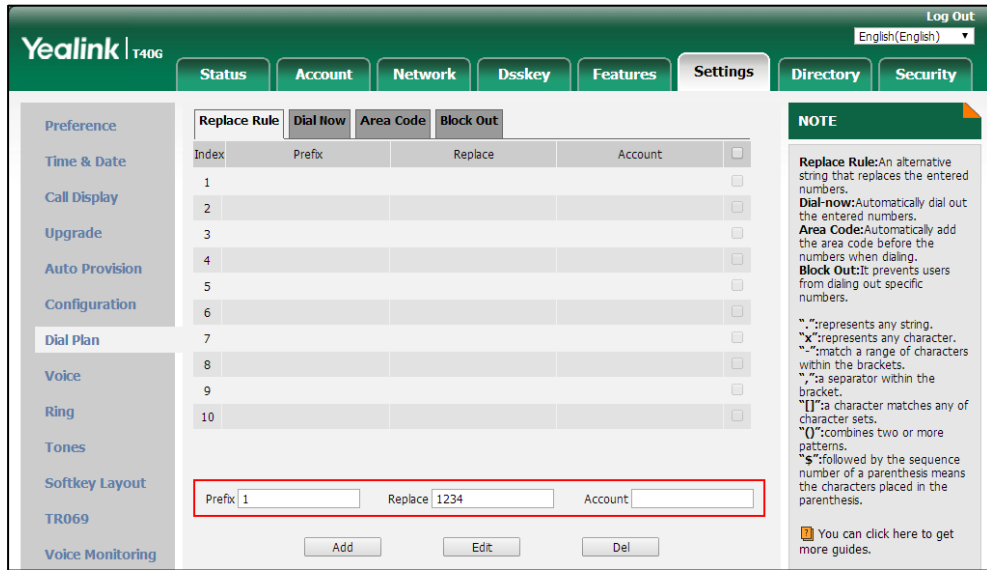 Log Out
Yealink | T40G
English(English)
Status Account Network Dsskey Features Settings Directory Security
Preference
Time & Date
Call Display
Upgrade
Auto Provision
Configuration
Dial Plan
Voice
Ring
Tones
Softkey Layout
TR069
Voice Monitoring
Replace Rule Dial Now Area Code Block Out
Index Prefix Replace Account
1
2
3
4
5
6
7
8
9
10
Prefix 1 Replace 1234 Account
Add Edit Del
NOTE
Replace Rule:An alternative
string that replaces the entered
numbers.
Dial-now:Automatically dial out
the entered numbers.
Area Code:Automatically add
the area code before the
numbers when dialing.
Block Out:It prevents users
from dialing out specific
numbers.
".":represents any string.
"x":represents any character.
"-":match a range of characters
within the brackets.
",":a separator within the
bracket.
"[]":a character matches any of
character sets.
"()":combines two or more
patterns.
"$":followed by the sequence
number of a parenthesis means
the characters placed in the
parenthesis.
You can click here to get
more guides.